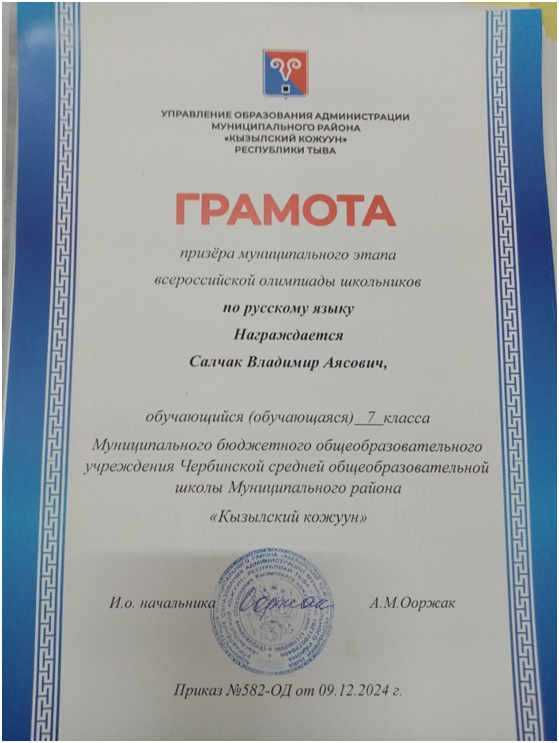 УПРАВЛЕНИЕ ОБРАЗОВАНИЯ АДМИНИСТРАЦИИ
МУНИЦИПАЛЬНОГО РАЙОНА
«КЫЗЫЛСКИЙ КОЖУУН»
РЕСПУБЛИКИ ТЫВА
ГРАМОТА
призёра муниципального этапа
всероссийской олимпиады школьников
по русскому языку
Награждается
Салчак Владимир Аясович,
обучающийся (обучающаяся)_ 7_класса
Муниципального бюджетного общеобразовательного
учреждения Чербинской средней общеобразовательной
школы Муниципального района
«Кызылский кожуун»
И.о. начальника Ооржак А.М.Ооржак
Приказ №582-ОД от 09.12.2024 г.